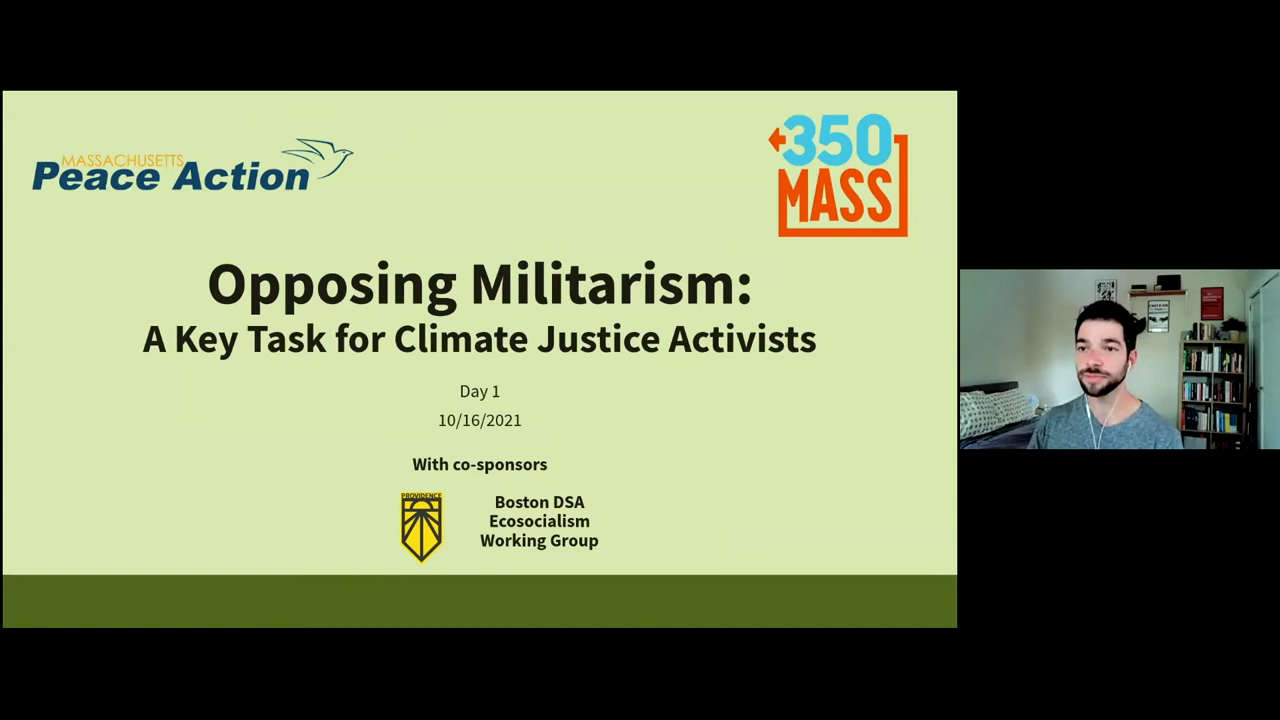 MASSACHUSETTS
Peace Action
350
MASS
Opposing Militarism:
A Key Task for Climate Justice Activists
Day 1
10/16/2021
With co-sponsors
PROVIDENCE
Boston DSA
Ecosocialism
Working Group